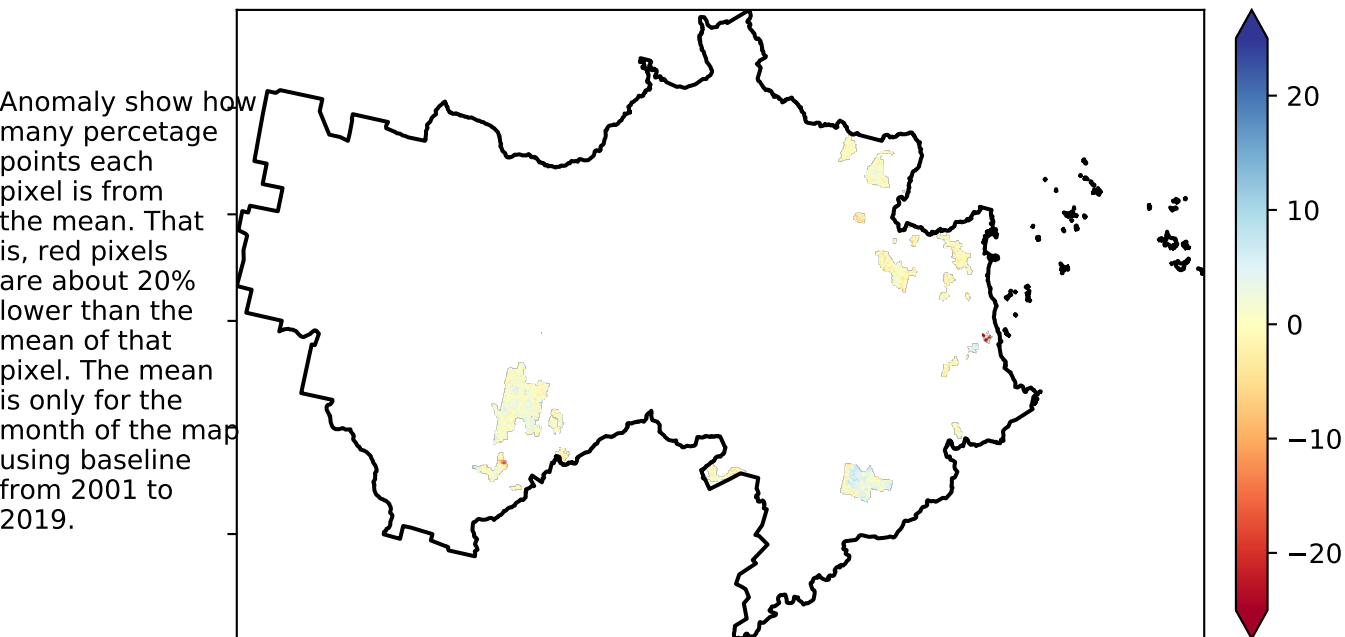 Anomaly show how
many percetage
points each
pixel is from
the mean. That
is, red pixels
are about 20%
lower than the
mean of that
pixel. The mean
is only for the
month of the map
using baseline
from 2001 to
2019.
20
10
0
−10
−20